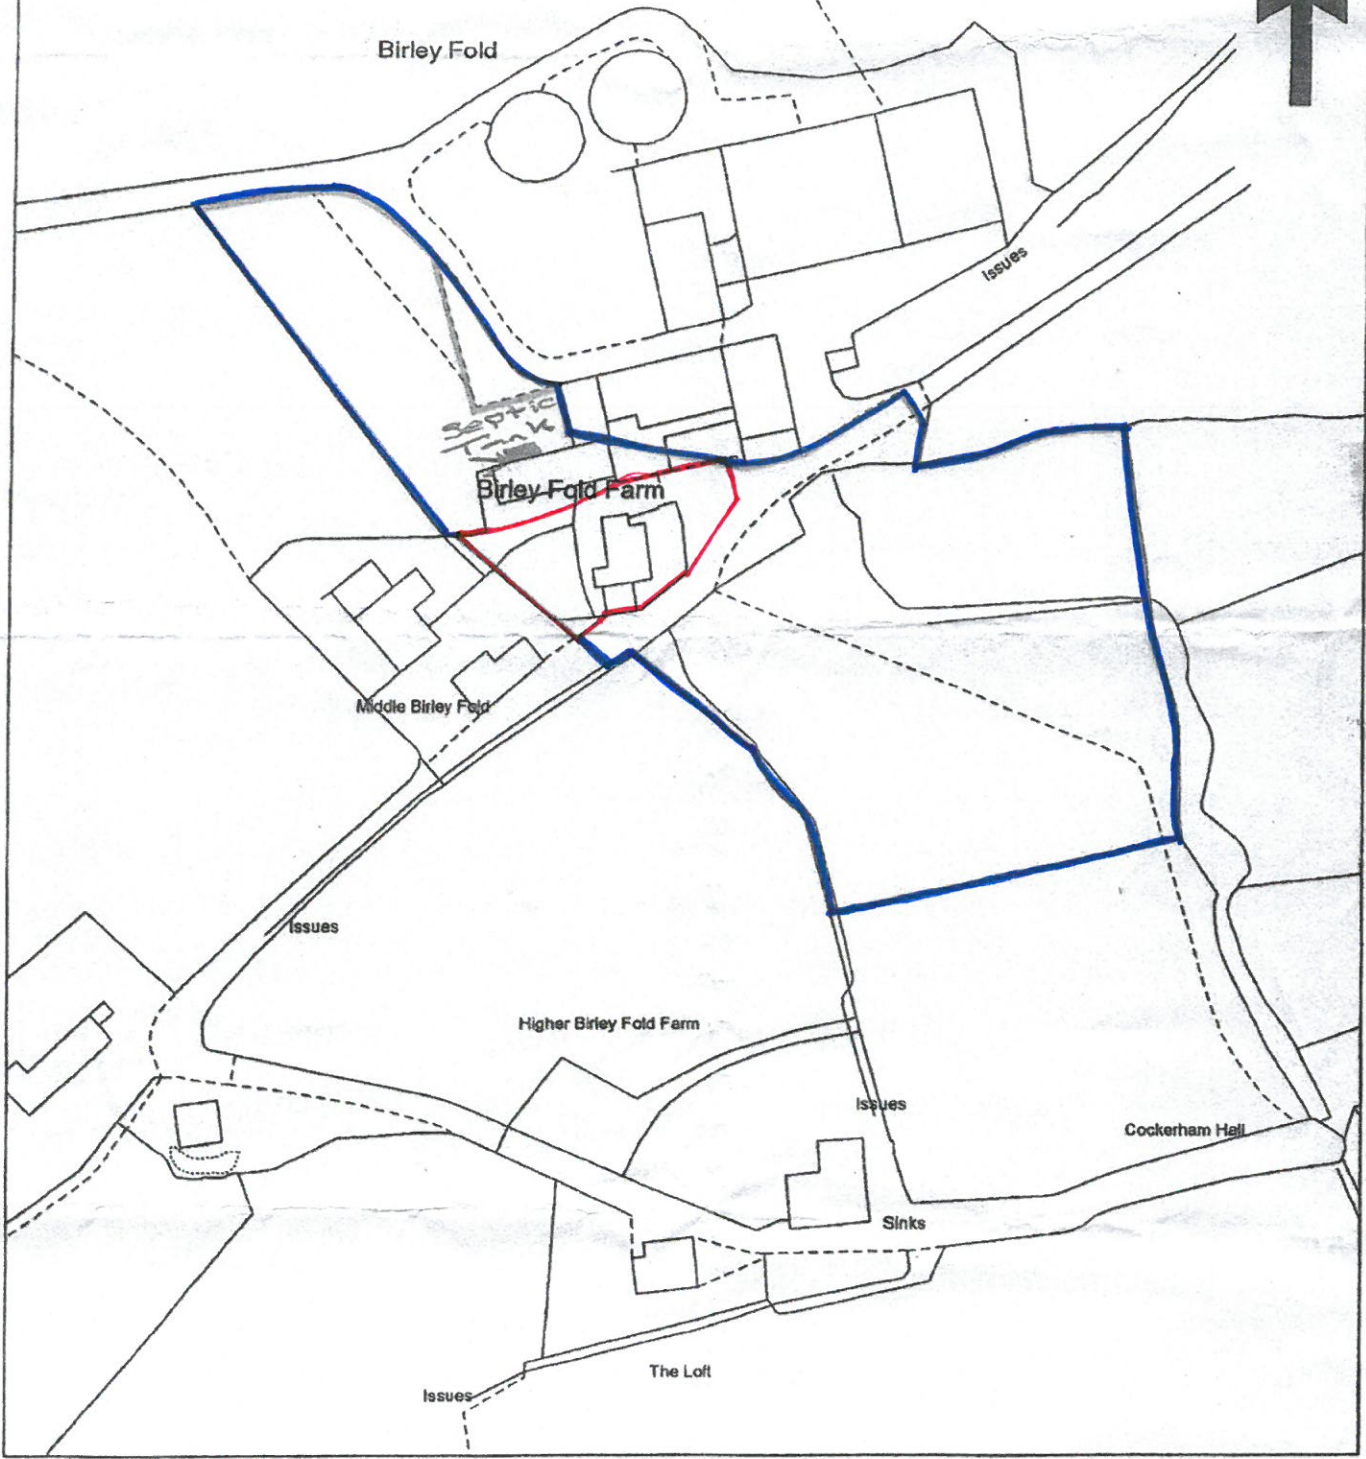 Birley Fold
Issues
Septic
Tank
Birley Fold Farm
Middle Birley Fold
Issues
Higher Birley Fold Farm
Issues
Cockerham Hall
Sinks
The Loft
Issues